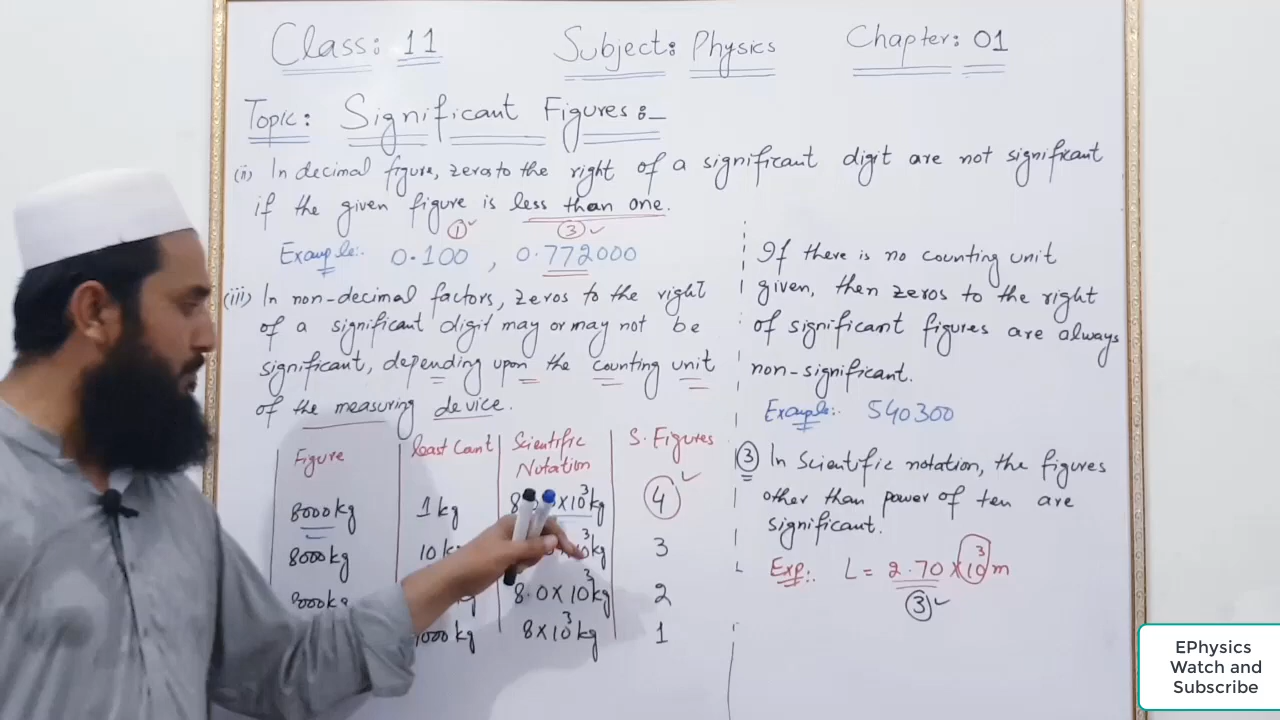 Class: 11 Subject: Physics Chapter: 01
Topic: Significant Figures:-
(ii) In decimal figure, zeros to the right of a significant digit are not significant
if the given figure is less than one.
① ③
Example:- 0.100 , 0.772000
(iii) In non-decimal factors, zeros to the right
of a significant digit may or may not be
significant, depending upon the counting unit
of the measuring device.
Figure least Count Scientific Notation S. Figures
8000kg 1kg ×10³kg 4
8000kg 10 kg 3
8000kg 8.0×10³kg 2
1000kg 8×10³kg 1
If there is no counting unit
given, then zeros to the right
of significant figures are always
non-significant.
Example:. 540300
③ In Scientific notation, the figures
other than power of ten are
significant.
Exp:. L = 2.70×10³m
③
EPhysics
Watch and
Subscribe